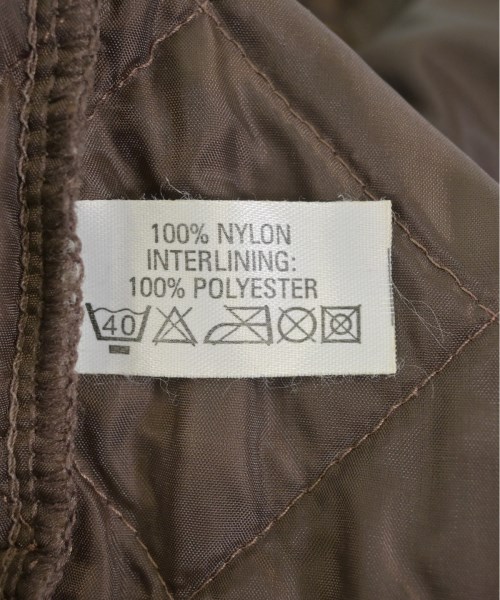 100% NYLON
INTERLINING:
100% POLYESTER
40